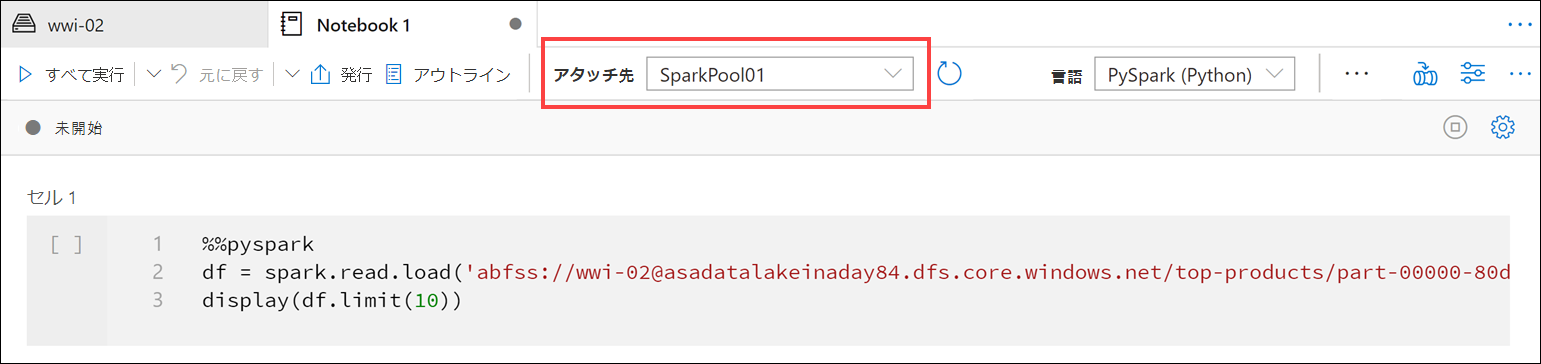 wwi-02 Notebook 1
すべて実行 元に戻す 発行 アウトライン アタッチ先 SparkPool01 言語 PySpark (Python)
未開始
セル 1
[ ] 1 %%pyspark
2 df = spark.read.load('abfss://wwi-02@asadatalakeinaday84.dfs.core.windows.net/top-products/part-00000-80d
3 display(df.limit(10))